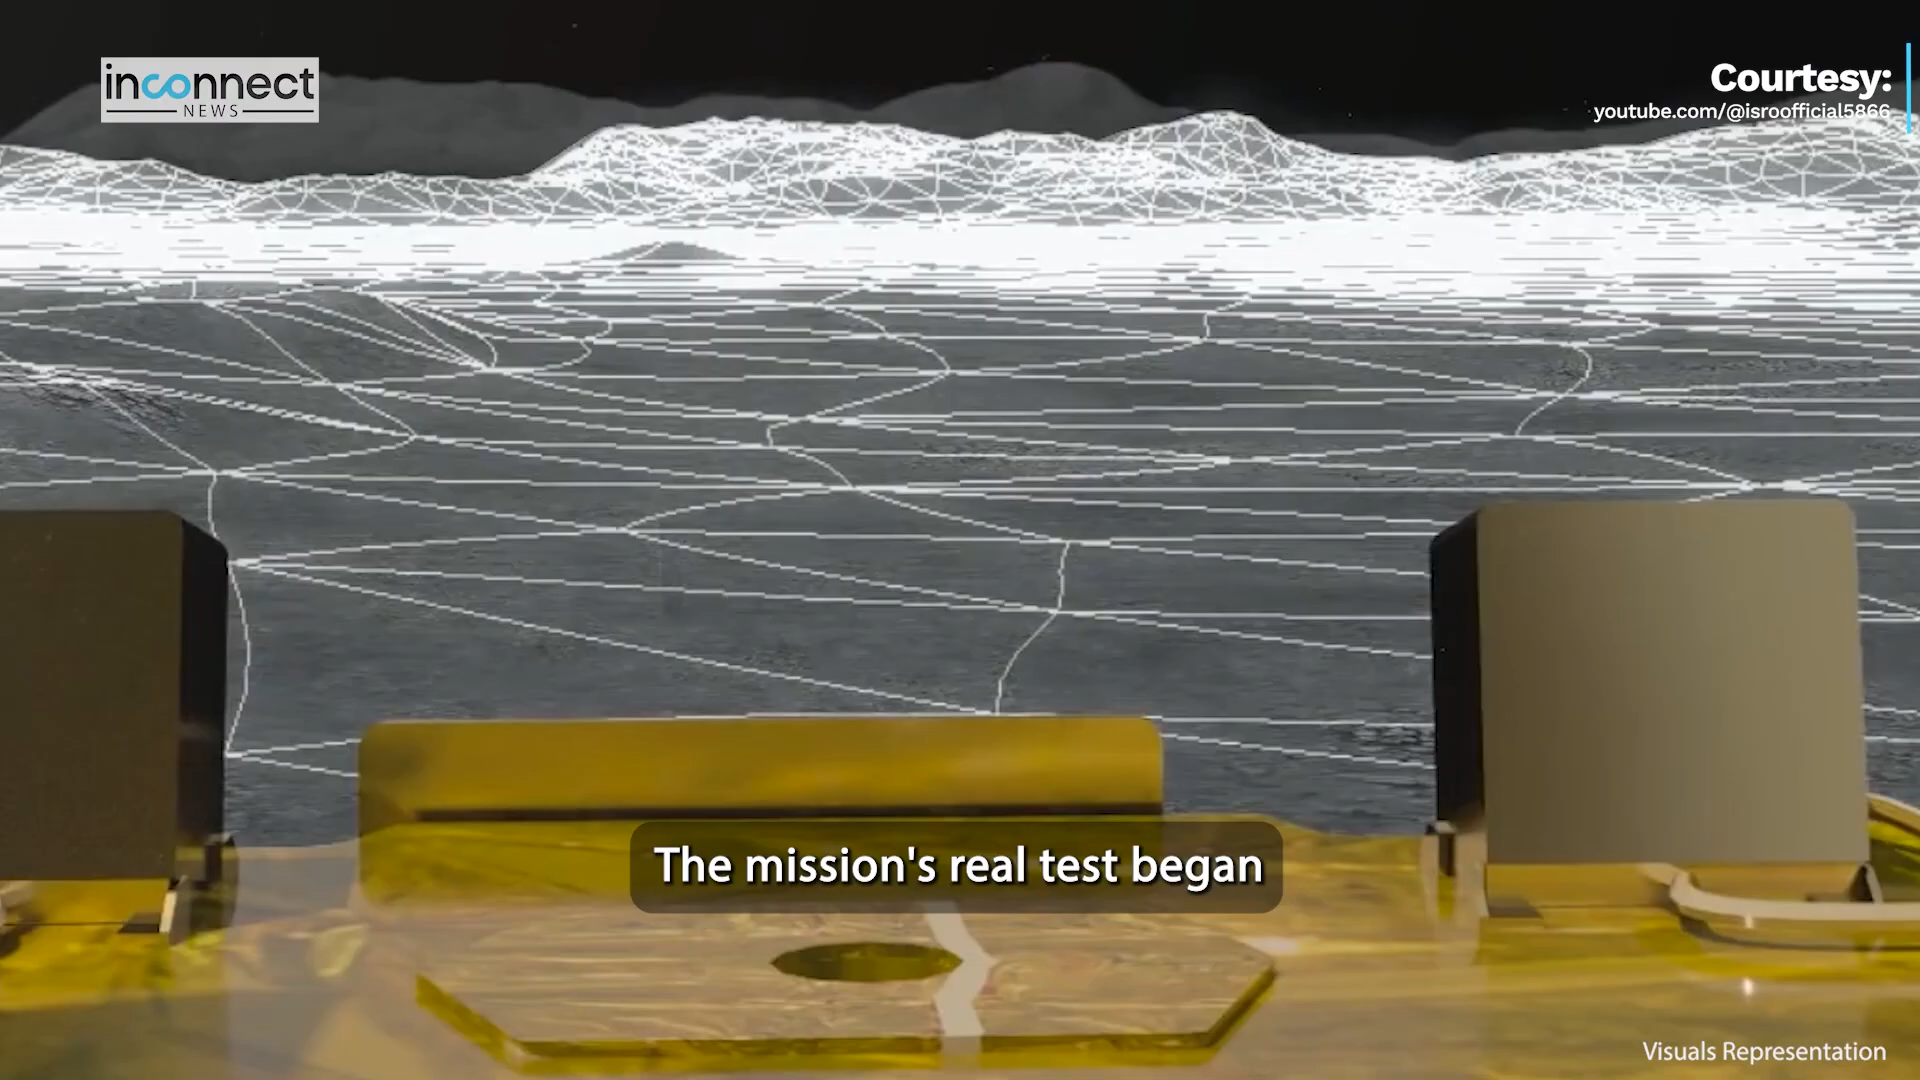 inconnect
NEWS
Courtesy:
youtube.com/@isroofficial5866
The mission's real test began
Visuals Representation